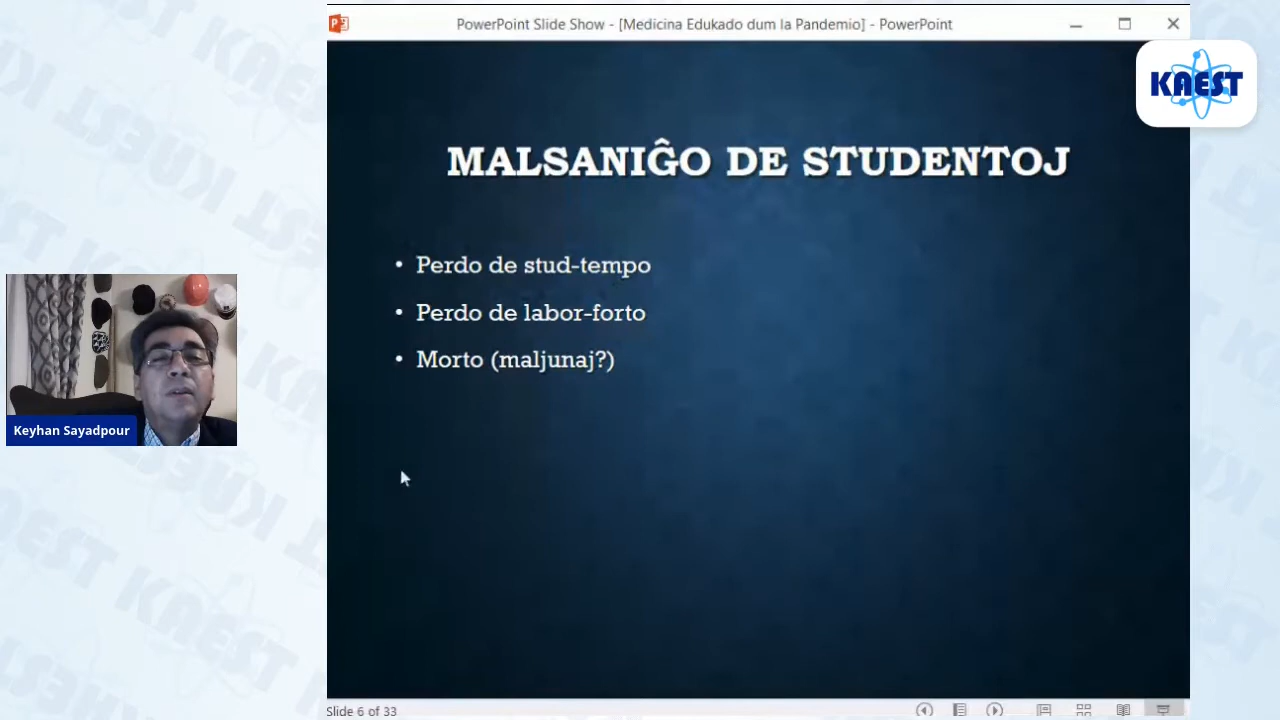 PowerPoint Slide Show - [Medicina Edukado dum la Pandemio] - PowerPoint
KAEST
MALSANIĜO DE STUDENTOJ
• Perdo de stud-tempo
• Perdo de labor-forto
• Morto (maljunaj?)
Keyhan Sayadpour
Slide 6 of 33